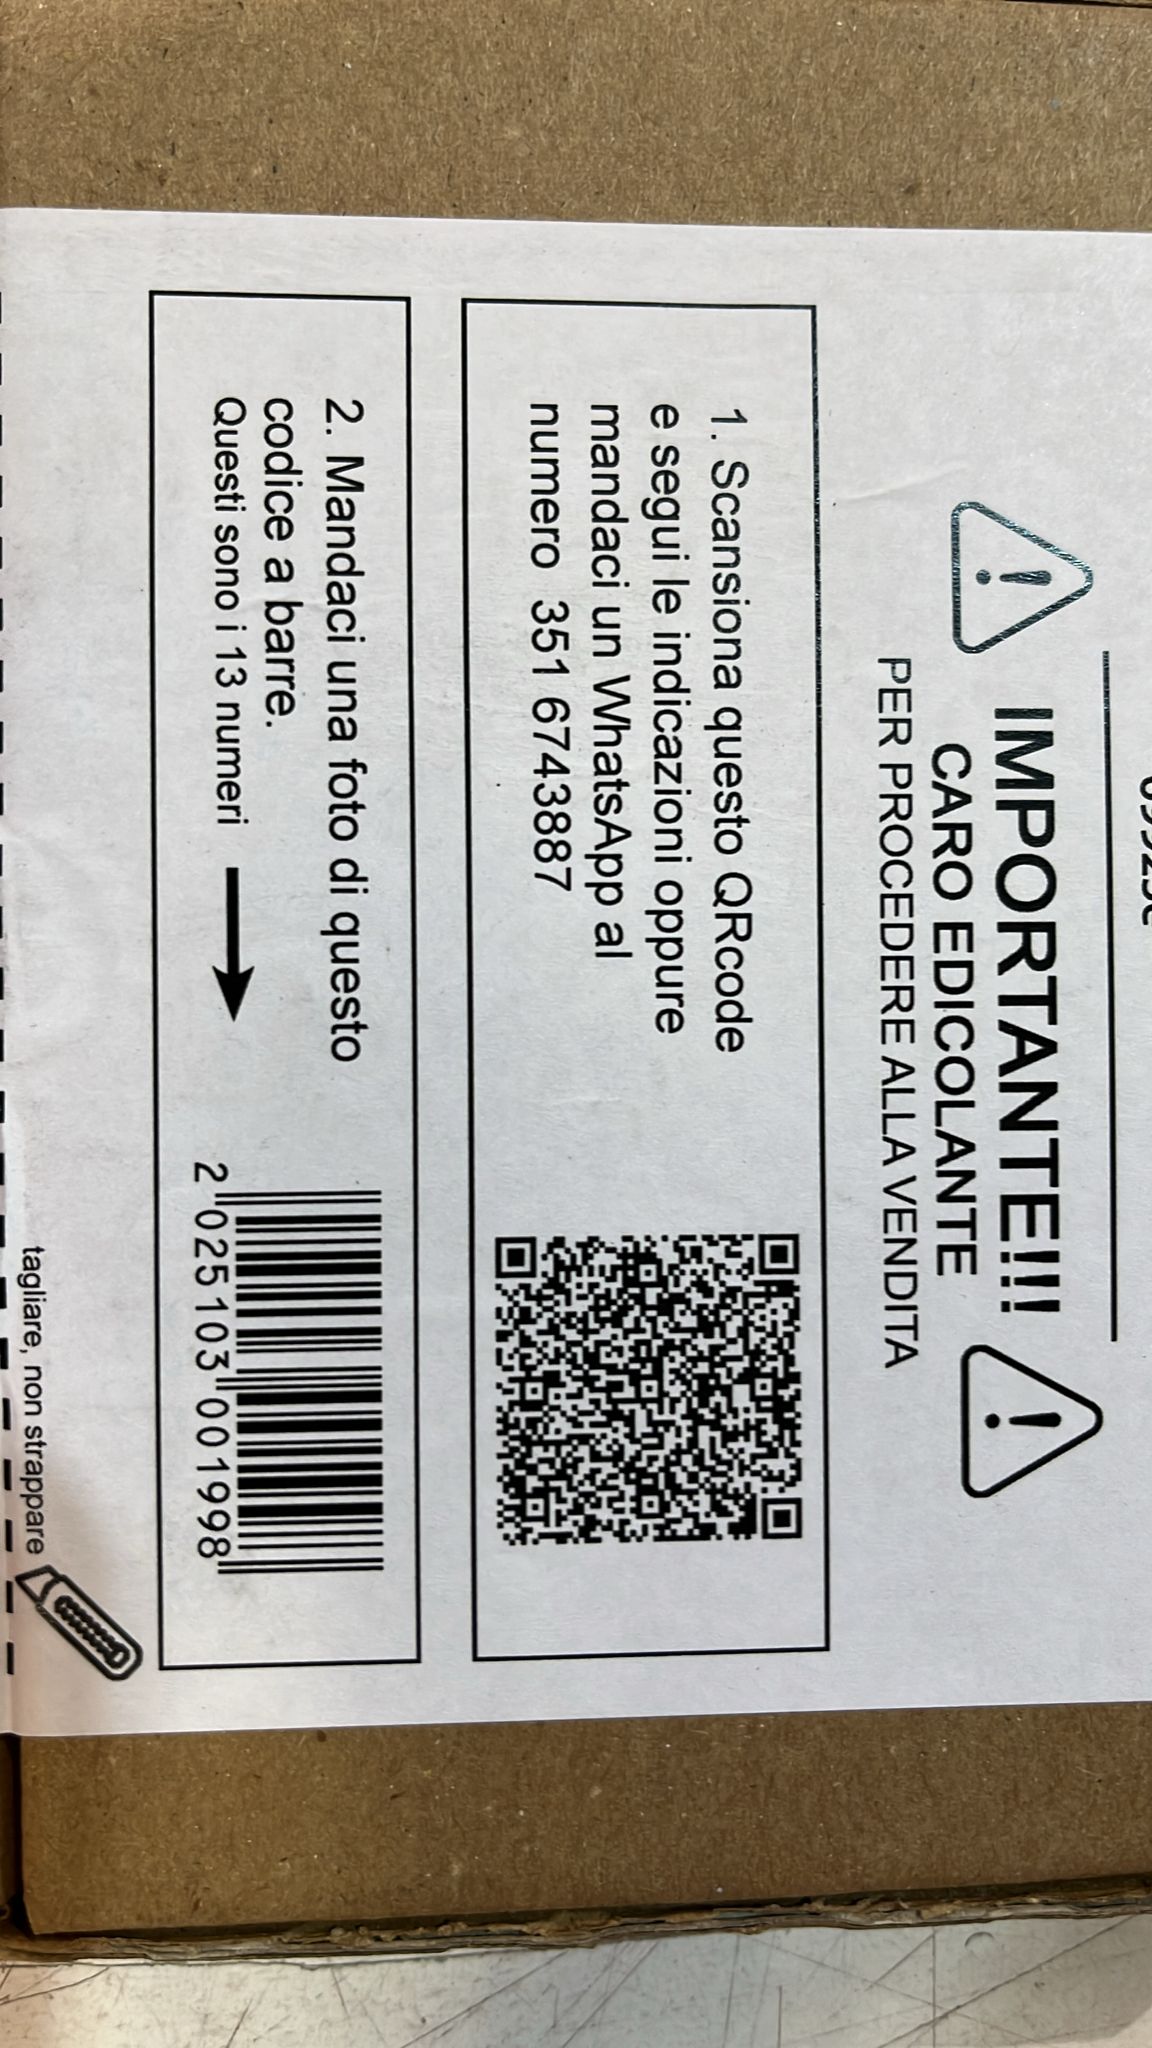 IMPORTANTE!!!
CARO EDICOLANTE
PER PROCEDERE ALLA VENDITA
1. Scansiona questo QRcode
e segui le indicazioni oppure
mandaci un WhatsApp al
numero 351 6743887
2. Mandaci una foto di questo
codice a barre.
Questi sono i 13 numeri
2 025103 001998
tagliare, non strappare